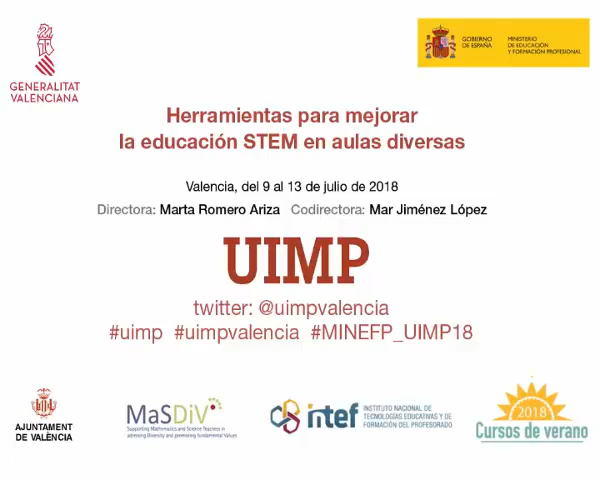 GENERALITAT
VALENCIANA
GOBIERNO
DE ESPAÑA
MINISTERIO
DE EDUCACIÓN
Y FORMACIÓN PROFESIONAL
Herramientas para mejorar
la educación STEM en aulas diversas
Valencia, del 9 al 13 de julio de 2018
Directora: Marta Romero Ariza Codirectora: Mar Jiménez López
UIMP
twitter: @uimpvalencia
#uimp #uimpvalencia #MINEFP_UIMP18
AJUNTAMENT
DE VALÈNCIA
MaSDiV
Supporting Mathematics and Science Teachers in
adressing Diversity and promoting fundamental Values
intef
INSTITUTO NACIONAL DE
TECNOLOGÍAS EDUCATIVAS Y DE
FORMACIÓN DEL PROFESORADO
2018
Cursos de verano